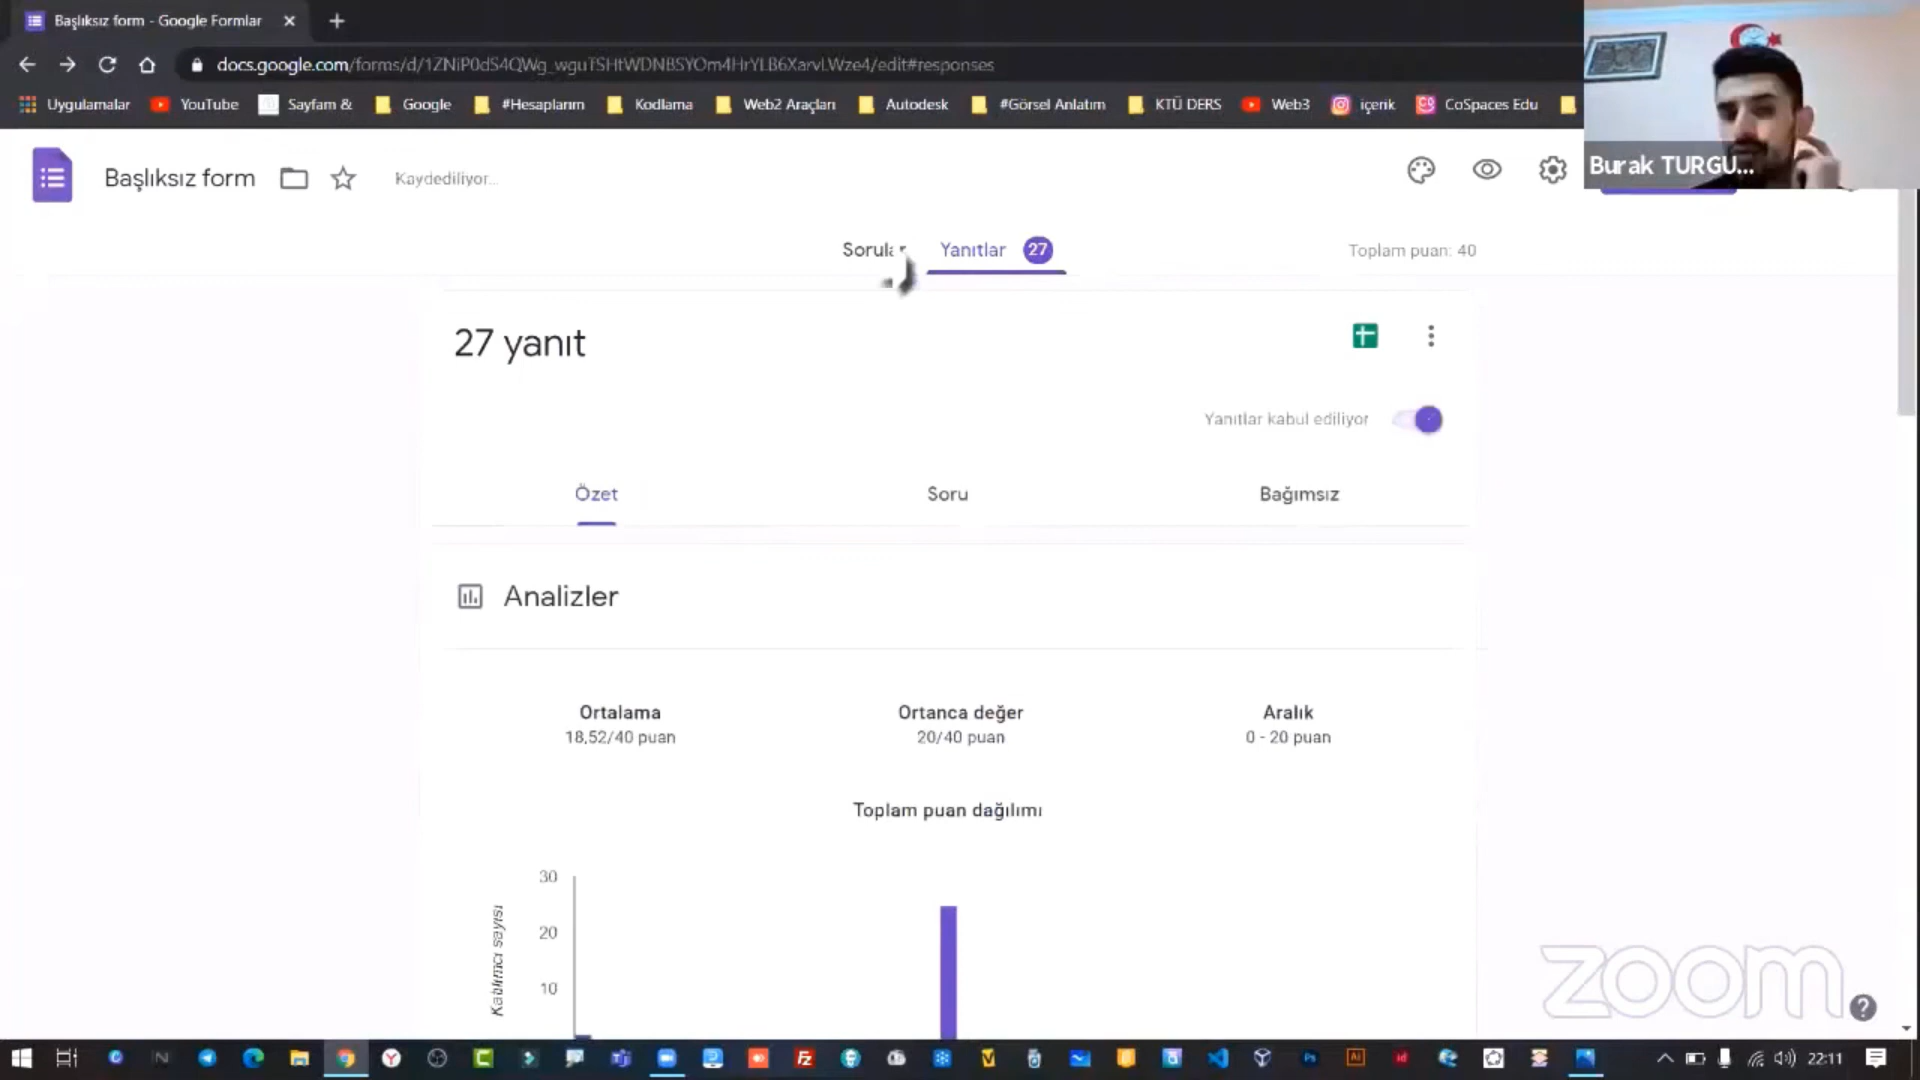 Başlıksız form - Google Formlar
docs.google.com/forms/d/
/edit#responses
Uygulamalar YouTube Sayfam & Google #Hesaplarım Kodlama Web2 Araçları Autodesk #Görsel Anlatım KTÜ DERS Web3 içerik CoSpaces Edu
Burak TURGU...
Başlıksız form Kaydediliyor...
Yanıtlar 27 Toplam puan: 40
27 yanıt
Yanıtlar kabul ediliyor
Özet Soru Bağımsız
Analizler
Ortalama Ortanca değer Aralık
18,52/40 puan 20/40 puan 0 - 20 puan
Toplam puan dağılımı
30
20
10
Katılımcı sayısı
zoom
22:11